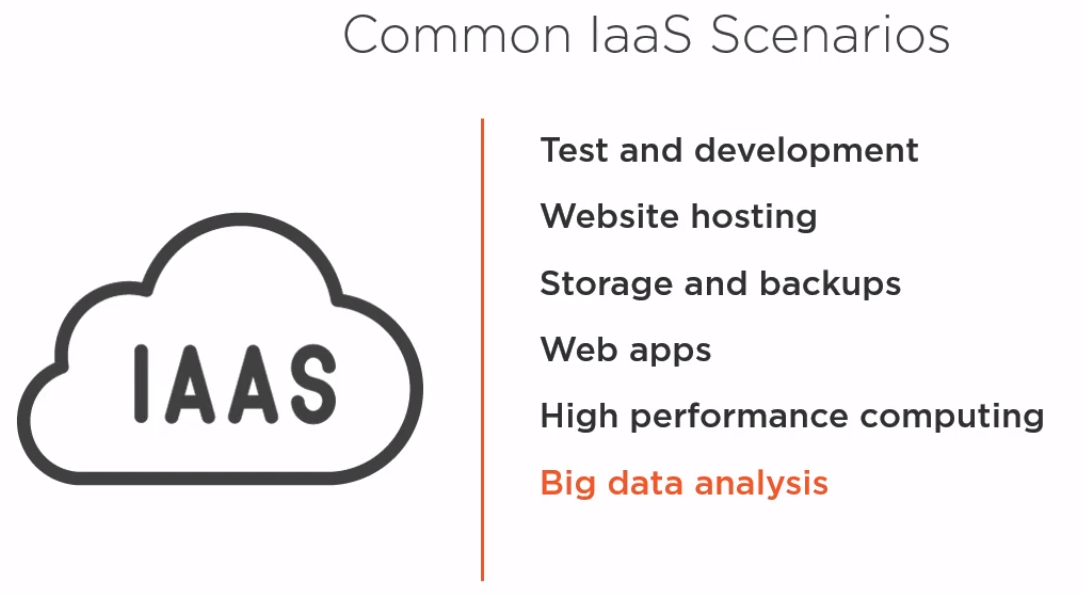 Common IaaS Scenarios
IAAS
Test and development
Website hosting
Storage and backups
Web apps
High performance computing
Big data analysis